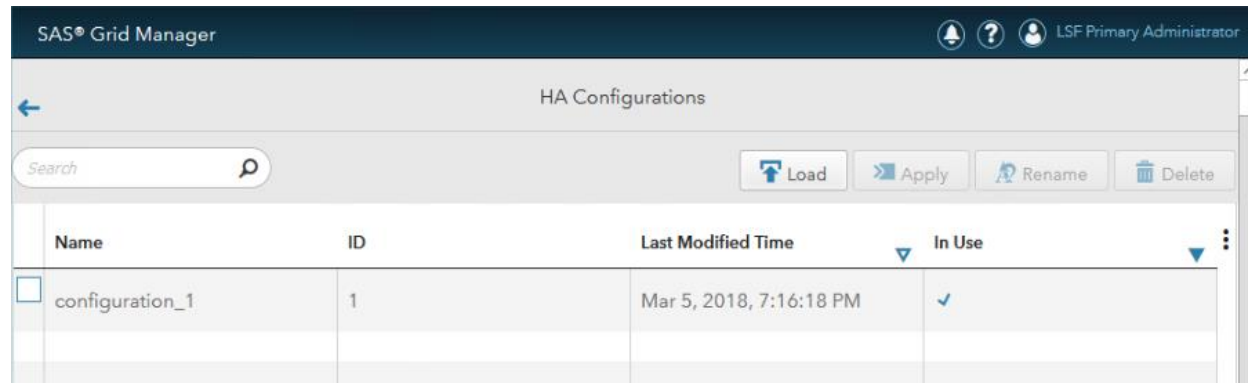 SAS® Grid Manager
LSF Primary Administrator
HA Configurations
Search
Load
Apply
Rename
Delete
Name ID Last Modified Time In Use
configuration_1 1 Mar 5, 2018, 7:16:18 PM